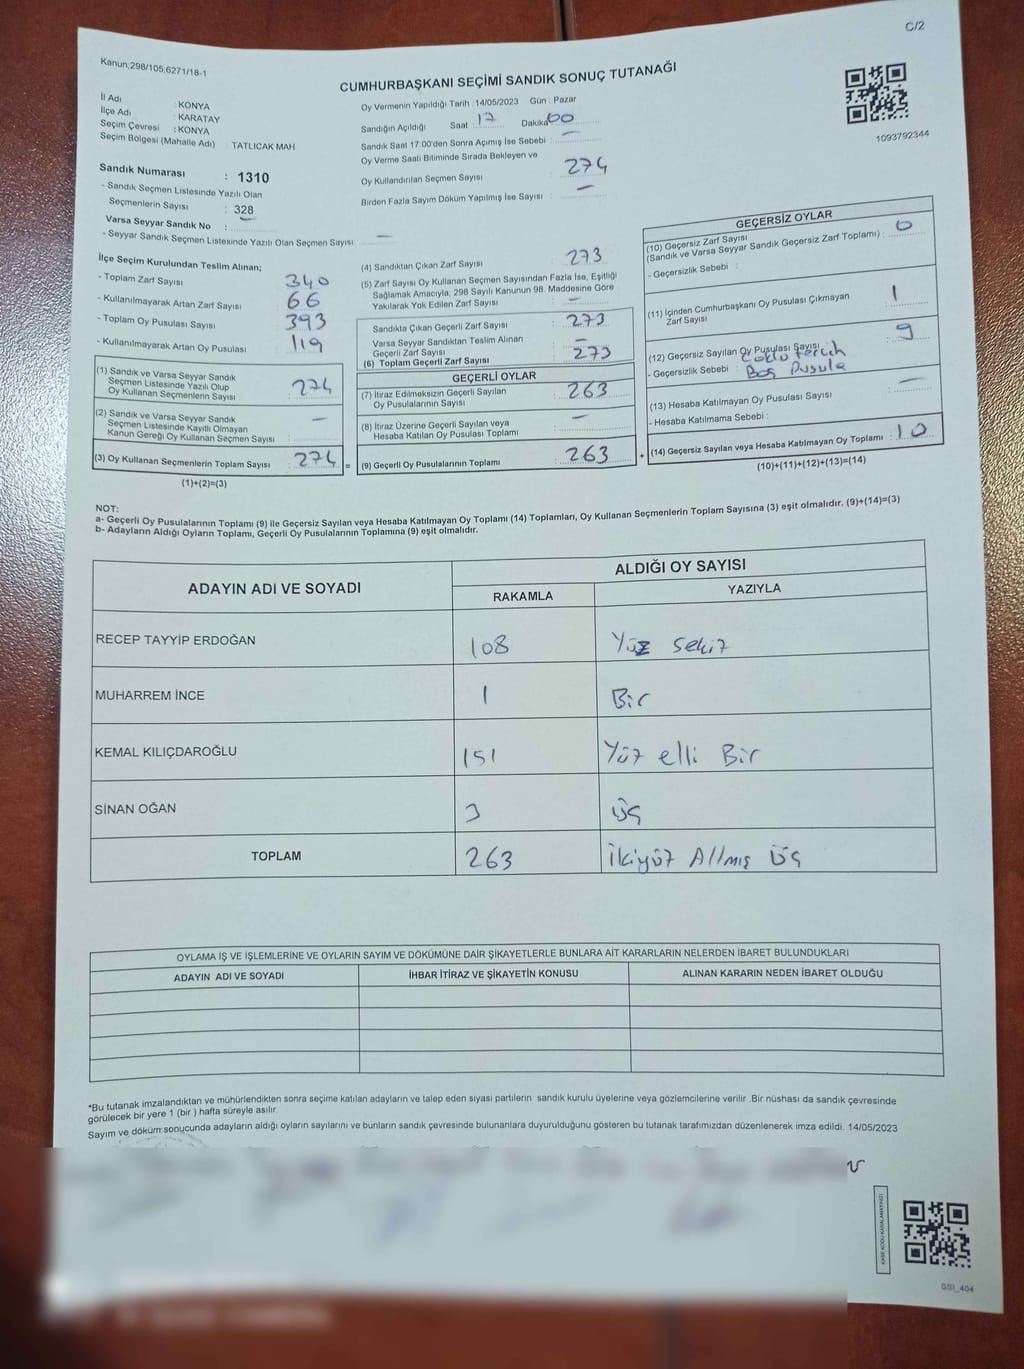 C/2
Kanun;298/105,6271/18-1
CUMHURBAŞKANI SEÇİMİ SANDIK SONUÇ TUTANAĞI
1093792344
İl Adı : KONYA
İlçe Adı : KARATAY
Seçim Çevresi : KONYA
Seçim Bölgesi (Mahalle Adı) : TATLICAK MAH
Sandık Numarası : 1310
- Sandık Seçmen Listesinde Yazılı Olan
Seçmenlerin Sayısı : 328
Varsa Seyyar Sandık No : —
- Seyyar Sandık Seçmen Listesinde Yazılı Olan Seçmen Sayısı: —
Oy Vermenin Yapıldığı Tarih : 14/05/2023 Gün : Pazar
Sandığın Açıldığı Saat 17 Dakika 00
Sandık Saat 17:00'den Sonra Açımış İse Sebebi : —
Oy Verme Saati Bitiminde Sırada Bekleyen ve
Oy Kullandırılan Seçmen Sayısı : 274
Birden Fazla Sayım Döküm Yapılmış İse Sayısı : —
İlçe Seçim Kurulundan Teslim Alınan;
- Toplam Zarf Sayısı : 340
- Kullanılmayarak Artan Zarf Sayısı : 66
- Toplam Oy Pusulası Sayısı : 393
- Kullanılmayarak Artan Oy Pusulası : 119
(1) Sandık ve Varsa Seyyar Sandık
Seçmen Listesinde Yazılı Olup
Oy Kullanan Seçmenlerin Sayısı : 274
(2) Sandık ve Varsa Seyyar Sandık
Seçmen Listesinde Kayıtlı Olmayan
Kanun Gereği Oy Kullanan Seçmen Sayısı : —
(3) Oy Kullanan Seçmenlerin Toplam Sayısı : 274 =
(1)+(2)=(3)
(4) Sandıktan Çıkan Zarf Sayısı : 273
(5) Zarf Sayısı Oy Kullanan Seçmen Sayısından Fazla İse, Eşitliği
Sağlamak Amacıyla, 298 Sayılı Kanunun 98. Maddesine Göre
Yakılarak Yok Edilen Zarf Sayısı : —
Sandıkta Çıkan Geçerli Zarf Sayısı : 273
Varsa Seyyar Sandıktan Teslim Alınan
Geçerli Zarf Sayısı : —
(6) Toplam Geçerli Zarf Sayısı : 273
GEÇERLİ OYLAR
(7) İtiraz Edilmeksizin Geçerli Sayılan
Oy Pusulalarının Sayısı : 263
(8) İtiraz Üzerine Geçerli Sayılan veya
Hesaba Katılan Oy Pusulası Toplamı : —
(9) Geçerli Oy Pusulalarının Toplamı : 263 +
GEÇERSİZ OYLAR
(10) Geçersiz Zarf Sayısı
(Sandık ve Varsa Seyyar Sandık Geçersiz Zarf Toplamı) : 0
- Geçersizlik Sebebi :
(11) İçinden Cumhurbaşkanı Oy Pusulası Çıkmayan
Zarf Sayısı : 1
(12) Geçersiz Sayılan Oy Pusulası Sayısı : 9
- Geçersizlik Sebebi : Çoklu Tercih
Boş Pusula
(13) Hesaba Katılmayan Oy Pusulası Sayısı : —
- Hesaba Katılmama Sebebi :
(14) Geçersiz Sayılan veya Hesaba Katılmayan Oy Toplamı : 10
(10)+(11)+(12)+(13)=(14)
NOT:
a- Geçerli Oy Pusulalarının Toplamı (9) ile Geçersiz Sayılan veya Hesaba Katılmayan Oy Toplamı (14) Toplamları, Oy Kullanan Seçmenlerin Toplam Sayısına (3) eşit olmalıdır. (9)+(14)=(3)
b- Adayların Aldığı Oyların Toplamı, Geçerli Oy Pusulalarının Toplamına (9) eşit olmalıdır.
ADAYIN ADI VE SOYADI ALDIĞI OY SAYISI
RAKAMLA YAZIYLA
RECEP TAYYİP ERDOĞAN 108 Yüz Sekiz
MUHARREM İNCE 1 Bir
KEMAL KILIÇDAROĞLU 151 Yüz elli Bir
SİNAN OĞAN 3 Üç
TOPLAM 263 İkiyüz Altmış Üç
OYLAMA İŞ VE İŞLEMLERİNE VE OYLARIN SAYIM VE DÖKÜMÜNE DAİR ŞİKAYETLERLE BUNLARA AİT KARARLARIN NELERDEN İBARET BULUNDUKLARI
ADAYIN ADI VE SOYADI İHBAR İTİRAZ VE ŞİKAYETİN KONUSU ALINAN KARARIN NEDEN İBARET OLDUĞU
*Bu tutanak imzalandıktan ve mühürlendikten sonra seçime katılan adayların ve talep eden siyasi partilerin sandık kurulu üyelerine veya gözlemcilerine verilir .Bir nüshası da sandık çevresinde
görülecek bir yere 1 (bir ) hafta süreyle asılır.
Sayım ve döküm sonucunda adayların aldığı oyların sayılarını ve bunların sandık çevresinde bulunanlara duyurulduğunu gösteren bu tutanak tarafımızdan düzenlenerek imza edildi. 14/05/2023
GSI_404